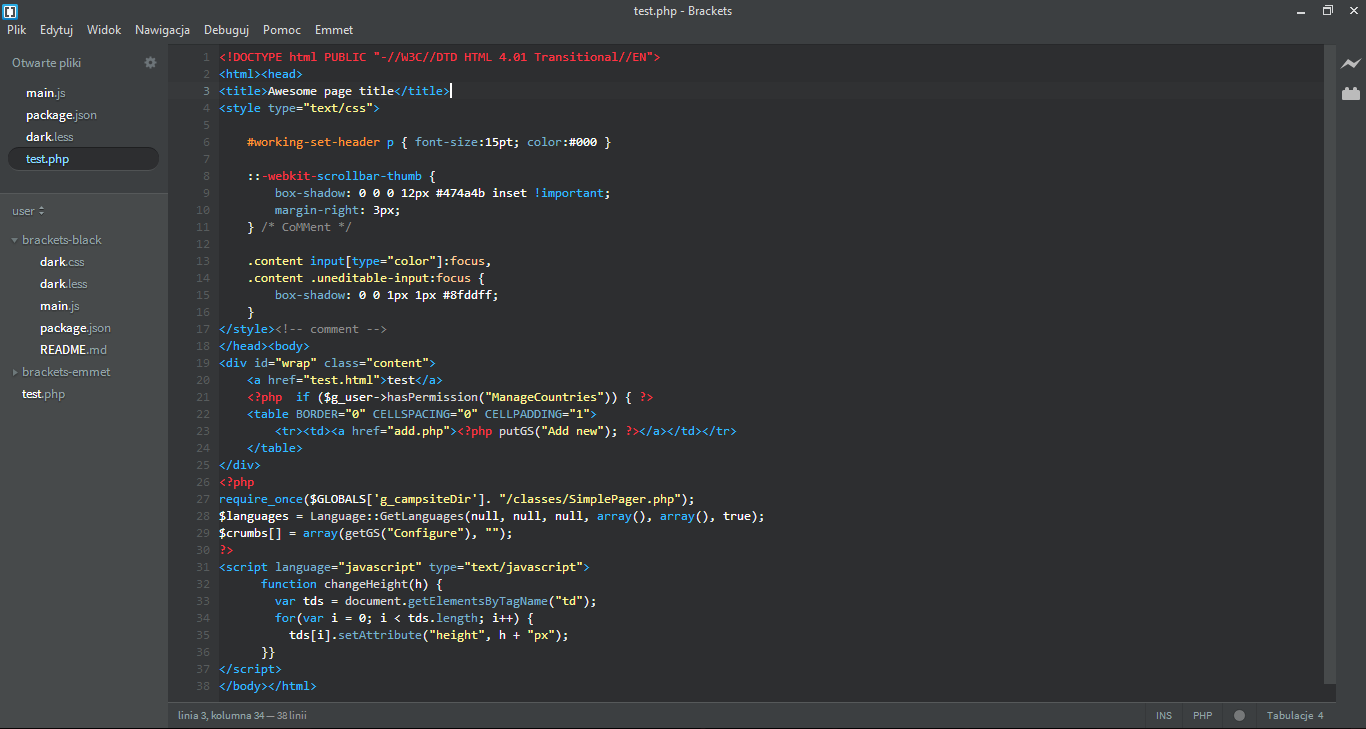 test.php - Brackets
Plik Edytuj Widok Nawigacja Debuguj Pomoc Emmet
Otwarte pliki
main.js
package.json
dark.less
test.php
user
brackets-black
dark.css
dark.less
main.js
package.json
README.md
brackets-emmet
test.php
1 <!DOCTYPE html PUBLIC "-//W3C//DTD HTML 4.01 Transitional//EN">
2 <html><head>
3 <title>Awesome page title</title>
4 <style type="text/css">
5
6 #working-set-header p { font-size:15pt; color:#000 }
7
8 ::-webkit-scrollbar-thumb {
9 box-shadow: 0 0 0 12px #474a4b inset !important;
10 margin-right: 3px;
11 } /* CoMMent */
12
13 .content input[type="color"]:focus,
14 .content .uneditable-input:focus {
15 box-shadow: 0 0 1px 1px #8fddff;
16 }
17 </style><!-- comment -->
18 </head><body>
19 <div id="wrap" class="content">
20 <a href="test.html">test</a>
21 <?php  if ($g_user->hasPermission("ManageCountries")) { ?>
22 <table BORDER="0" CELLSPACING="0" CELLPADDING="1">
23 <tr><td><a href="add.php"><?php putGS("Add new"); ?></a></td></tr>
24 </table>
25 </div>
26 <?php
27 require_once($GLOBALS['g_campsiteDir']. "/classes/SimplePager.php");
28 $languages = Language::GetLanguages(null, null, null, array(), array(), true);
29 $crumbs[] = array(getGS("Configure"), "");
30 ?>
31 <script language="javascript" type="text/javascript">
32 function changeHeight(h) {
33 var tds = document.getElementsByTagName("td");
34 for(var i = 0; i < tds.length; i++) {
35 tds[i].setAttribute("height", h + "px");
36 }}
37 </script>
38 </body></html>
linia 3, kolumna 34 — 38 linii
INS PHP Tabulacje 4